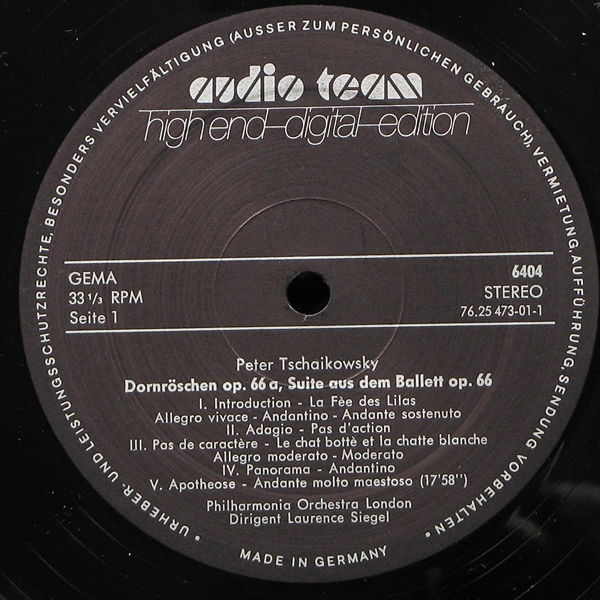 URHEBER- UND LEISTUNGSSCHUTZRECHTE, BESONDERS VERVIELFÄLTIGUNG (AUSSER ZUM PERSÖNLICHEN GEBRAUCH), VERMIETUNG, AUFFÜHRUNG, SENDUNG VORBEHALTEN
audio team
high end-digital-edition
GEMA
33 1/3 RPM
Seite 1
6404
STEREO
76.25 473-01-1
Peter Tschaikowsky
Dornröschen op. 66 a, Suite aus dem Ballett op. 66
I. Introduction - La Fèe des Lilas
Allegro vivace - Andantino - Andante sostenuto
II. Adagio - Pas d'action
III. Pas de caractère - Le chat bottè et la chatte blanche
Allegro moderato - Moderato
IV. Panorama - Andantino
V. Apotheose - Andante molto maestoso (17'58'')
Philharmonia Orchestra London
Dirigent Laurence Siegel
MADE IN GERMANY